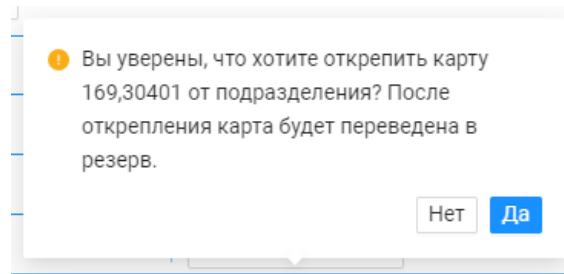 Вы уверены, что хотите открепить карту
169,30401 от подразделения? После
открепления карта будет переведена в
резерв.
Нет
Да